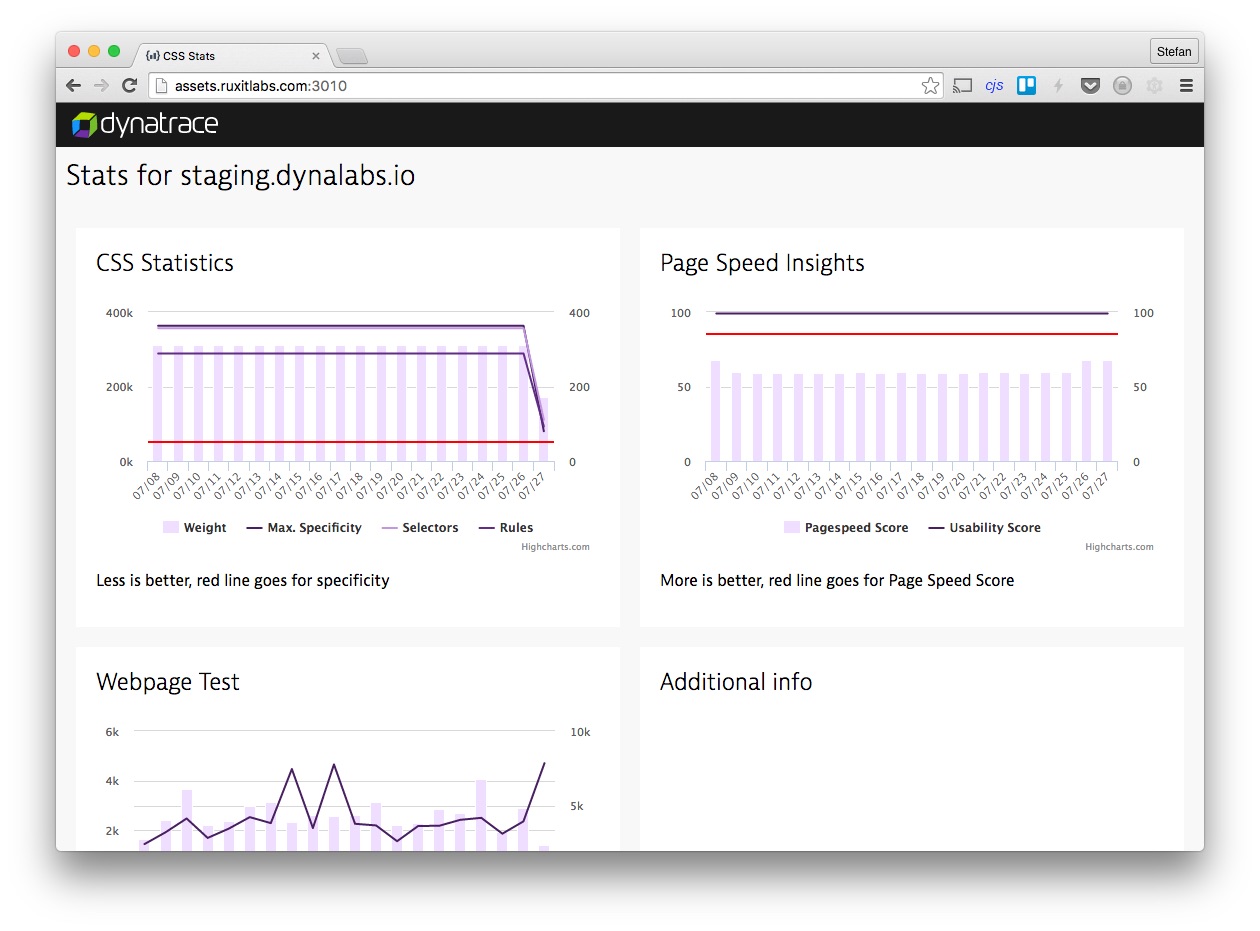 CSS Stats
Stefan
assets.ruxitlabs.com:3010
cjs
dynatrace
Stats for staging.dynalabs.io
CSS Statistics
400k
400
200k
200
0k
0
07/08 07/09 07/10 07/11 07/12 07/13 07/14 07/15 07/16 07/17 07/18 07/19 07/20 07/21 07/22 07/23 07/24 07/25 07/26 07/27
Weight Max. Specificity Selectors Rules
Highcharts.com
Less is better, red line goes for specificity
Page Speed Insights
100
100
50
50
0
0
07/08 07/09 07/10 07/11 07/12 07/13 07/14 07/15 07/16 07/17 07/18 07/19 07/20 07/21 07/22 07/23 07/24 07/25 07/26 07/27
Pagespeed Score Usability Score
Highcharts.com
More is better, red line goes for Page Speed Score
Webpage Test
6k
10k
4k
5k
2k
Additional info